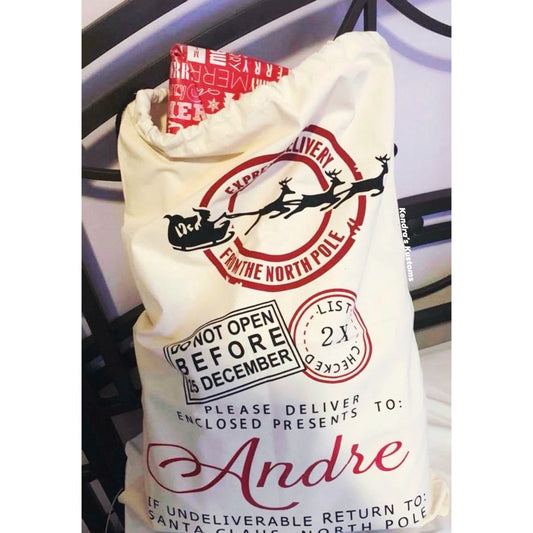 MERRY
EXPRESS DELIVERY
FROM THE NORTH POLE
DO NOT OPEN
BEFORE
25 DECEMBER
LIST
2X
CHECKED
PLEASE DELIVER
ENCLOSED PRESENTS TO:
Andre
IF UNDELIVERABLE RETURN TO:
SANTA CLAUS, NORTH POLE
Kendra's Kustoms